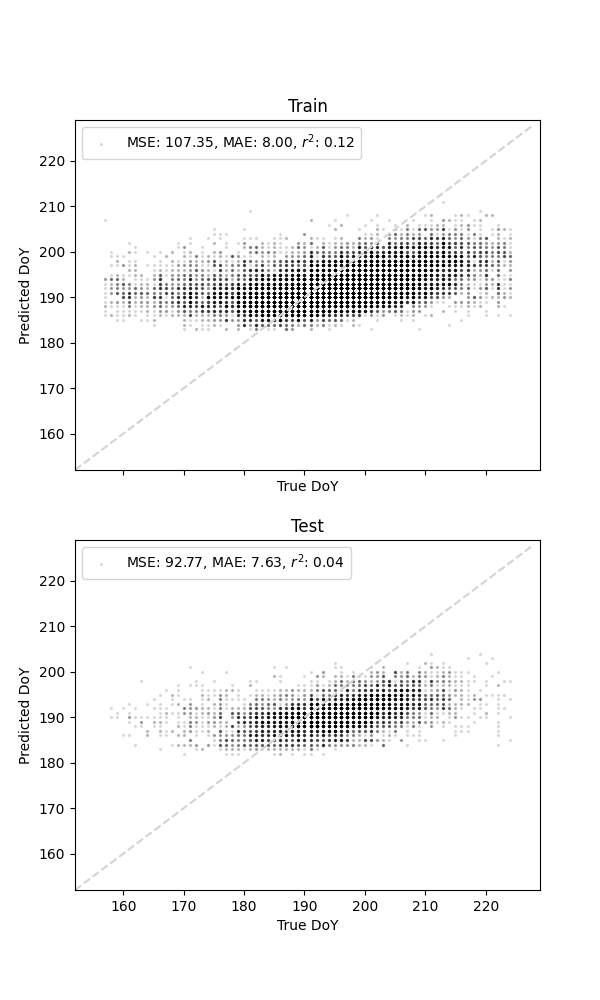 Train
MSE: 107.35, MAE: 8.00, r²: 0.12
220
210
200
190
180
170
160
Predicted DoY
True DoY
Test
MSE: 92.77, MAE: 7.63, r²: 0.04
220
210
200
190
180
170
160
Predicted DoY
160 170 180 190 200 210 220
True DoY